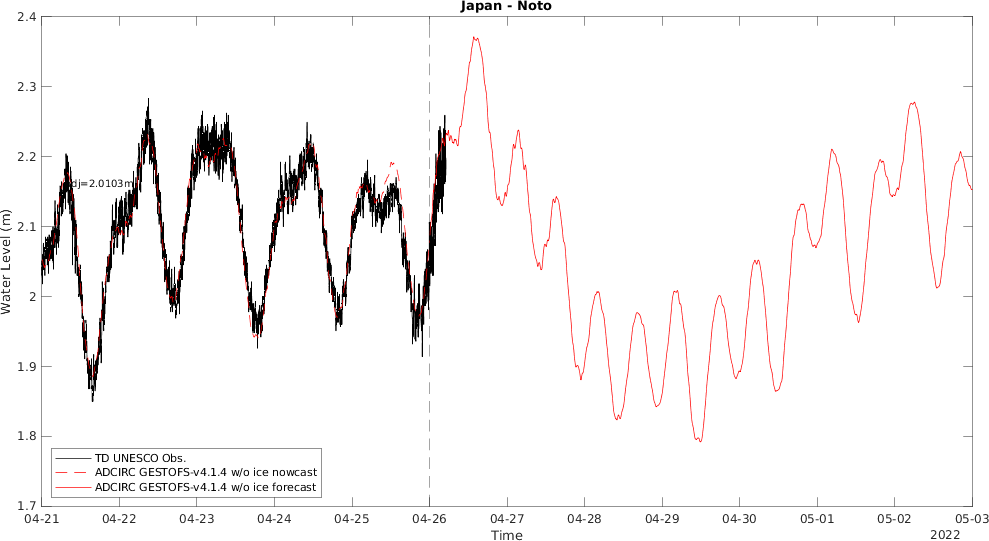 Japan - Noto
2.4
2.3
2.2
2.1
2
1.9
1.8
1.7
Water Level (m)
dj=2.0103m
TD UNESCO Obs.
ADCIRC GESTOFS-v4.1.4 w/o ice nowcast
ADCIRC GESTOFS-v4.1.4 w/o ice forecast
04-21 04-22 04-23 04-24 04-25 04-26 04-27 04-28 04-29 04-30 05-01 05-02 05-03
Time
2022